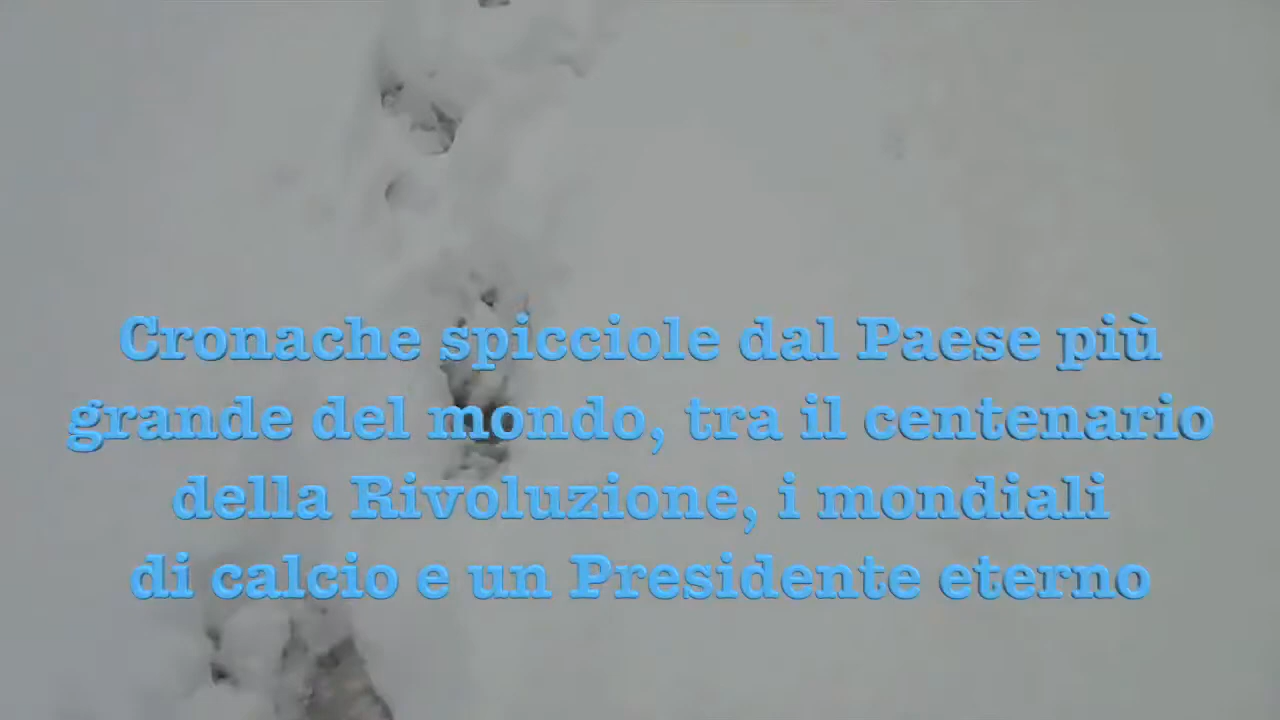 Cronache spicciole dal Paese più
grande del mondo, tra il centenario
della Rivoluzione, i mondiali
di calcio e un Presidente eterno